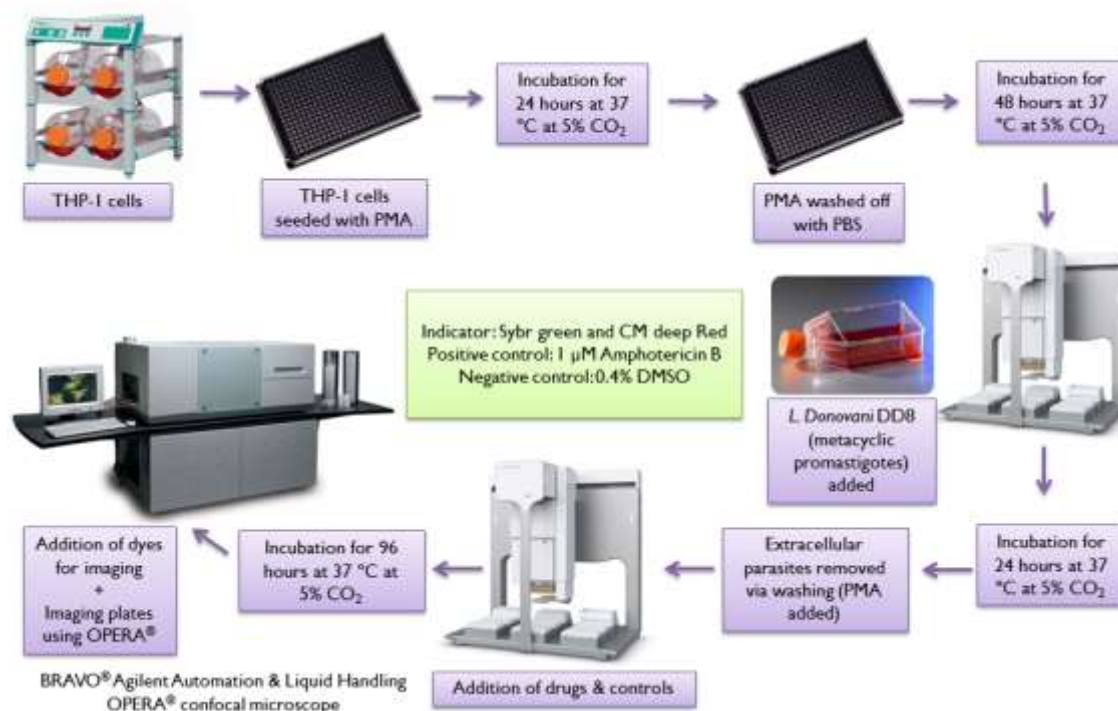 THP-1 cells
THP-1 cells
seeded with PMA
Incubation for
24 hours at 37
°C at 5% CO₂
PMA washed off
with PBS
Incubation for
48 hours at 37
°C at 5% CO₂
Indicator: Sybr green and CM deep Red
Positive control: 1 µM Amphotericin B
Negative control: 0.4% DMSO
L. Donovani DD8
(metacyclic
promastigotes)
added
Incubation for
24 hours at 37
°C at 5% CO₂
Extracellular
parasites removed
via washing (PMA
added)
Addition of drugs & controls
Incubation for 96
hours at 37 °C at
5% CO₂
Addition of dyes
for imaging
+
Imaging plates
using OPERA®
BRAVO® Agilent Automation & Liquid Handling
OPERA® confocal microscope